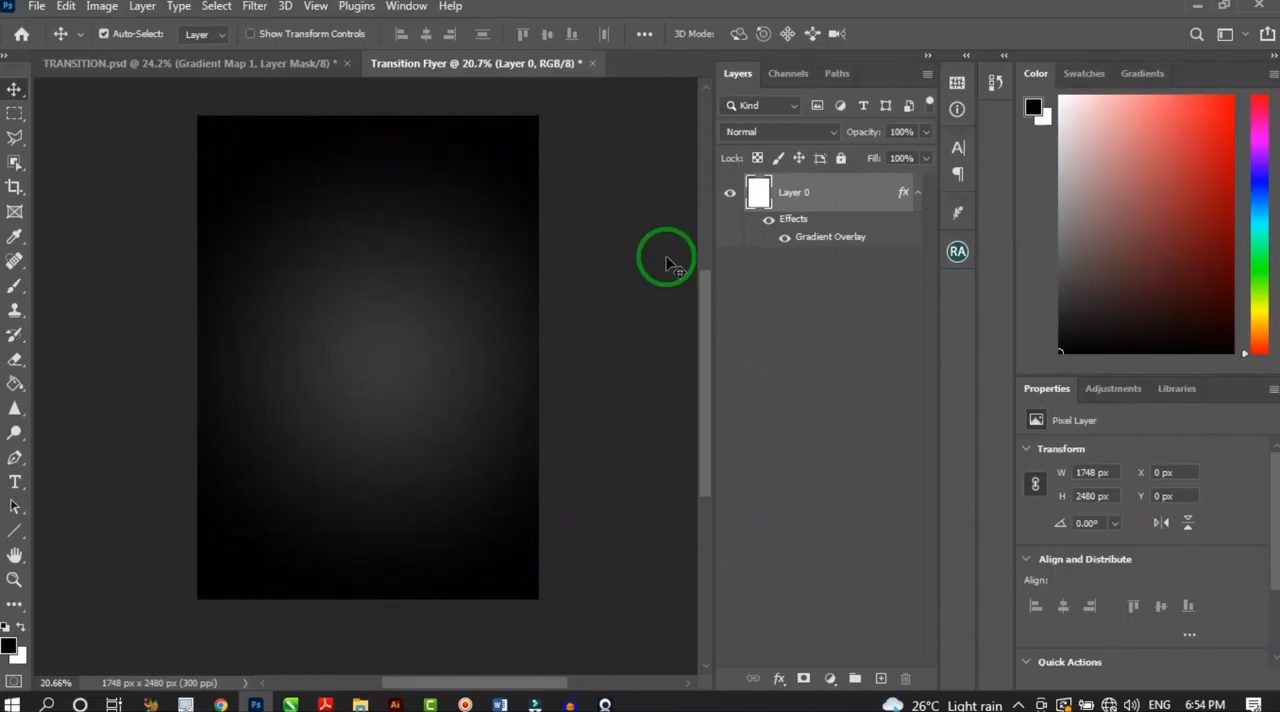 Ps File Edit Image Layer Type Select Filter 3D View Plugins Window Help
Auto-Select: Layer Show Transform Controls 3D Mode:
TRANSITION.psd @ 24.2% (Gradient Map 1, Layer Mask/8) * Transition Flyer @ 20.7% (Layer 0, RGB/8) *
Layers Channels Paths
Color Swatches Gradients
Kind
Normal Opacity: 100%
Lock: Fill: 100%
Layer 0 fx
Effects
Gradient Overlay
RA
Properties Adjustments Libraries
Pixel Layer
Transform
W 1748 px X 0 px
H 2480 px Y 0 px
0.00°
Align and Distribute
Align:
Quick Actions
20.66% 1748 px x 2480 px (300 ppi)
fx
26°C Light rain ENG 6:54 PM